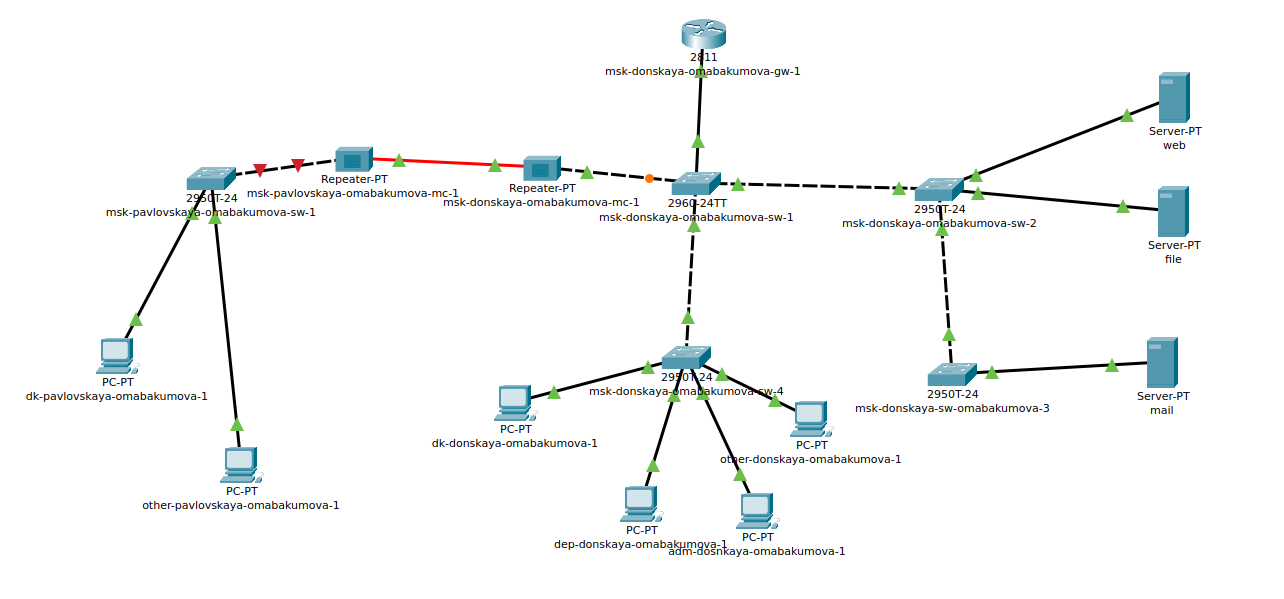 2811
msk-donskaya-omabakumova-gw-1
Server-PT
web
Repeater-PT
msk-pavlovskaya-omabakumova-mc-1
Repeater-PT
msk-donskaya-omabakumova-mc-1
2950T-24
msk-pavlovskaya-omabakumova-sw-1
2960-24TT
msk-donskaya-omabakumova-sw-1
2950T-24
msk-donskaya-omabakumova-sw-2
Server-PT
file
PC-PT
dk-pavlovskaya-omabakumova-1
2950T-24
msk-donskaya-omabakumova-sw-4
2950T-24
msk-donskaya-sw-omabakumova-3
Server-PT
mail
PC-PT
dk-donskaya-omabakumova-1
PC-PT
other-donskaya-omabakumova-1
PC-PT
other-pavlovskaya-omabakumova-1
PC-PT
dep-donskaya-omabakumova-1
PC-PT
adm-dosnkaya-omabakumova-1